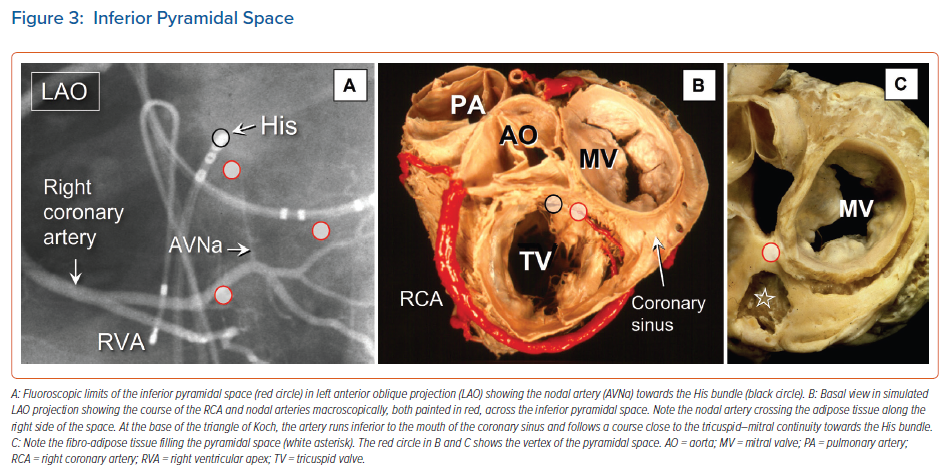 Figure 3: Inferior Pyramidal Space
LAO
A
His
Right
coronary
artery
AVNa
RVA
B
PA
AO
MV
TV
RCA
Coronary
sinus
C
MV
A: Fluoroscopic limits of the inferior pyramidal space (red circle) in left anterior oblique projection (LAO) showing the nodal artery (AVNa) towards the His bundle (black circle). B: Basal view in simulated
LAO projection showing the course of the RCA and nodal arteries macroscopically, both painted in red, across the inferior pyramidal space. Note the nodal artery crossing the adipose tissue along the
right side of the space. At the base of the triangle of Koch, the artery runs inferior to the mouth of the coronary sinus and follows a course close to the tricuspid–mitral continuity towards the His bundle.
C: Note the fibro-adipose tissue filling the pyramidal space (white asterisk). The red circle in B and C shows the vertex of the pyramidal space. AO = aorta; MV = mitral valve; PA = pulmonary artery;
RCA = right coronary artery; RVA = right ventricular apex; TV = tricuspid valve.